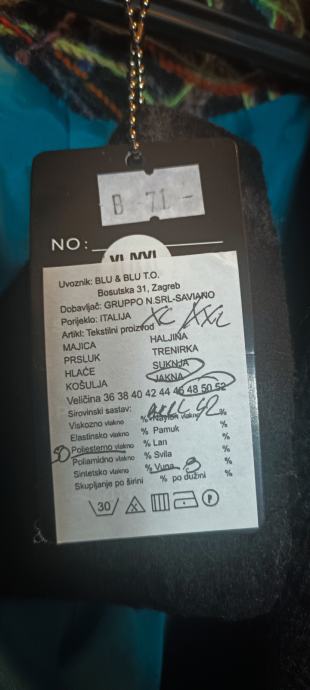 B 71 -
NO:
Uvoznik: BLU & BLU T.O.
Bosutska 31, Zagreb
Dobavljač: GRUPPO N.SRL-SAVIANO
Porijeklo: ITALIJA
Artikl: Tekstilni proizvod XXL
MAJICA HALJINA
PRSLUK TRENIRKA
HLAČE SUKNJA
KOŠULJA JAKNA
Veličina 36 38 40 42 44 46 48 50 52
Sirovinski sastav:
Viskozno vlakno % Najlon vlakno %
Elastinsko vlakno % Pamuk %
50 Poliesterno vlakno % Lan %
Poliamidno vlakno % Svila %
Sintetsko vlakno % Vuna %
Skupljanje po širini % po dužini %
30 P